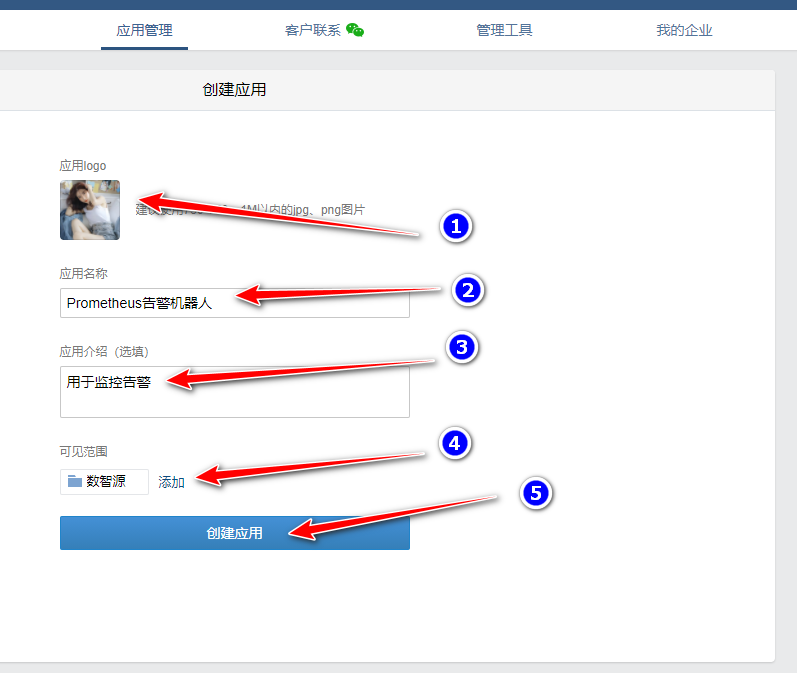 应用管理 客户联系 管理工具 我的企业
创建应用
应用logo
1M以内的jpg、png图片
1
应用名称
2
Prometheus告警机器人
应用介绍（选填）
3
用于监控告警
可见范围
4
数智源 添加
5
创建应用